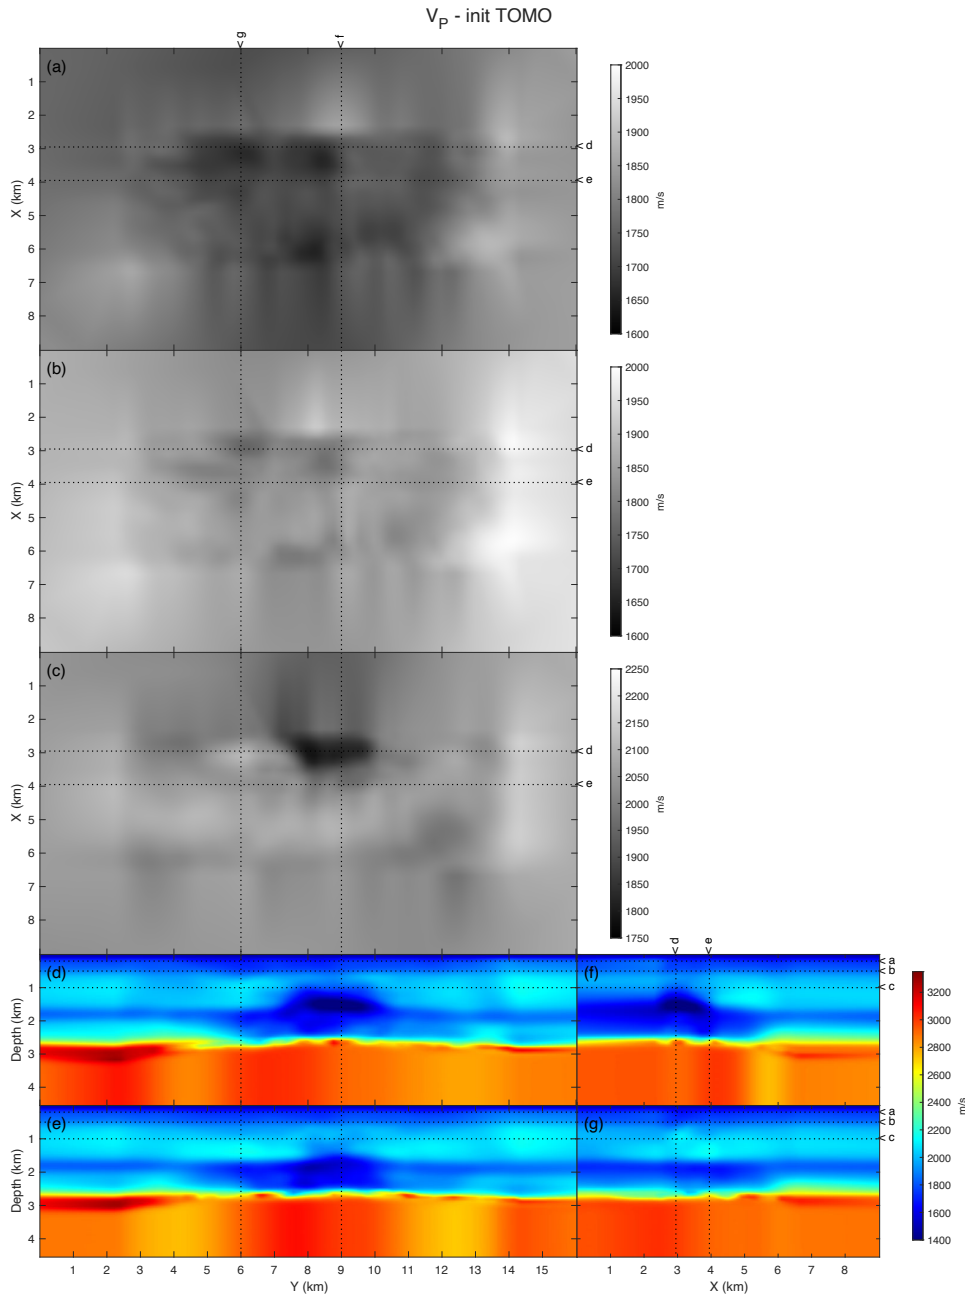 V_P - init TOMO
< g
< f
(a)
1
2
3
4
5
6
7
8
X (km)
< d
< e
2000
1950
1900
1850
1800
1750
1700
1650
1600
m/s
(b)
1
2
3
4
5
6
7
8
X (km)
< d
< e
2000
1950
1900
1850
1800
1750
1700
1650
1600
m/s
(c)
1
2
3
4
5
6
7
8
X (km)
< d
< e
2250
2200
2150
2100
2050
2000
1950
1900
1850
1800
1750
m/s
< d
< e
(d)
1
2
3
4
Depth (km)
(f)
< a
< b
< c
(e)
1
2
3
4
Depth (km)
(g)
< a
< b
< c
3200
3000
2800
2600
2400
2200
2000
1800
1600
1400
m/s
1 2 3 4 5 6 7 8 9 10 11 12 13 14 15
Y (km)
1 2 3 4 5 6 7 8
X (km)